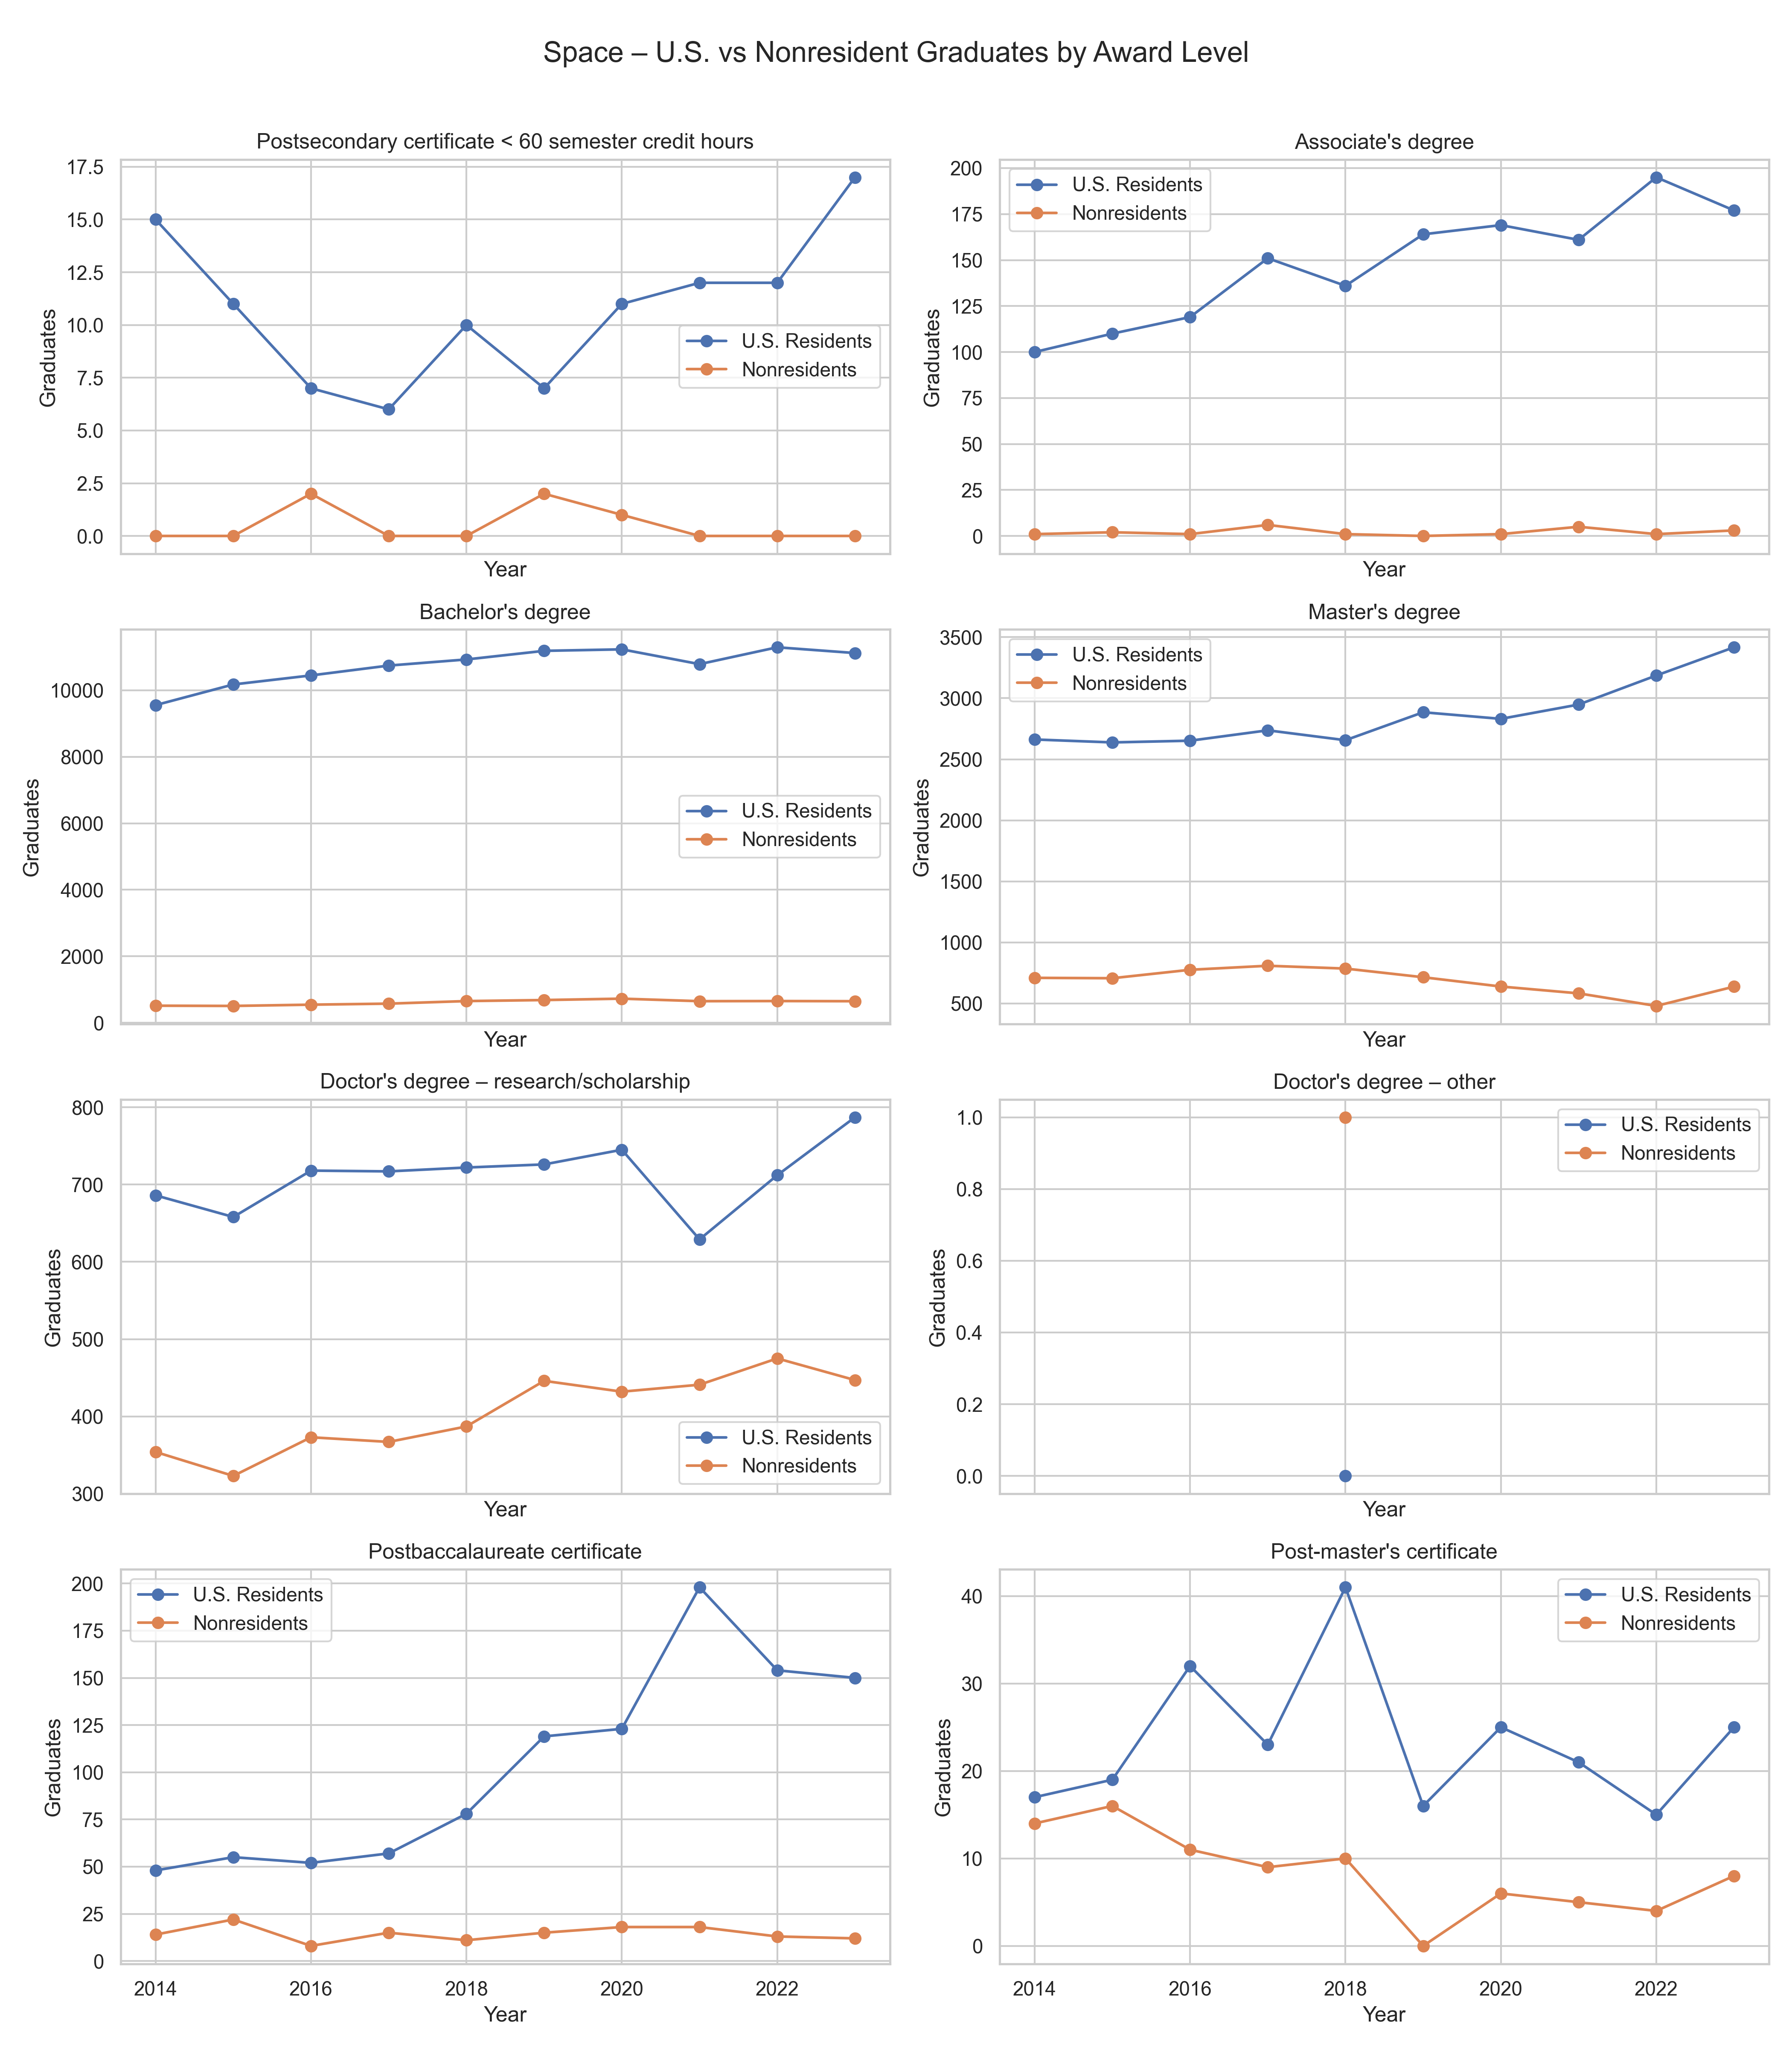 Space – U.S. vs Nonresident Graduates by Award Level
Postsecondary certificate < 60 semester credit hours
17.5
15.0
12.5
10.0
7.5
5.0
2.5
0.0
Graduates
U.S. Residents
Nonresidents
Year
Associate's degree
200
175
150
125
100
75
50
25
0
Graduates
U.S. Residents
Nonresidents
Year
Bachelor's degree
10000
8000
6000
4000
2000
0
Graduates
U.S. Residents
Nonresidents
Year
Master's degree
3500
3000
2500
2000
1500
1000
500
Graduates
U.S. Residents
Nonresidents
Year
Doctor's degree – research/scholarship
800
700
600
500
400
300
Graduates
U.S. Residents
Nonresidents
Year
Doctor's degree – other
1.0
0.8
0.6
0.4
0.2
0.0
Graduates
U.S. Residents
Nonresidents
Year
Postbaccalaureate certificate
200
175
150
125
100
75
50
25
0
Graduates
U.S. Residents
Nonresidents
2014 2016 2018 2020 2022
Year
Post-master's certificate
40
30
20
10
0
Graduates
U.S. Residents
Nonresidents
2014 2016 2018 2020 2022
Year